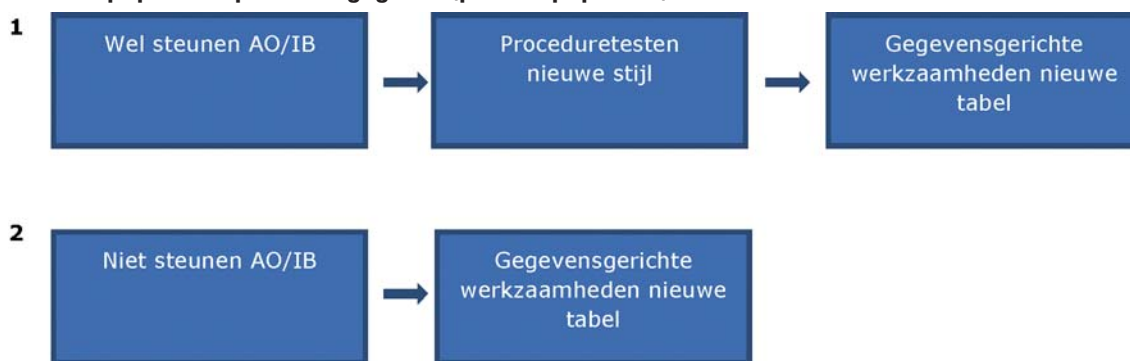 1
Wel steunen AO/IB
Proceduretesten
nieuwe stijl
Gegevensgerichte
werkzaamheden nieuwe
tabel
2
Niet steunen AO/IB
Gegevensgerichte
werkzaamheden nieuwe
tabel